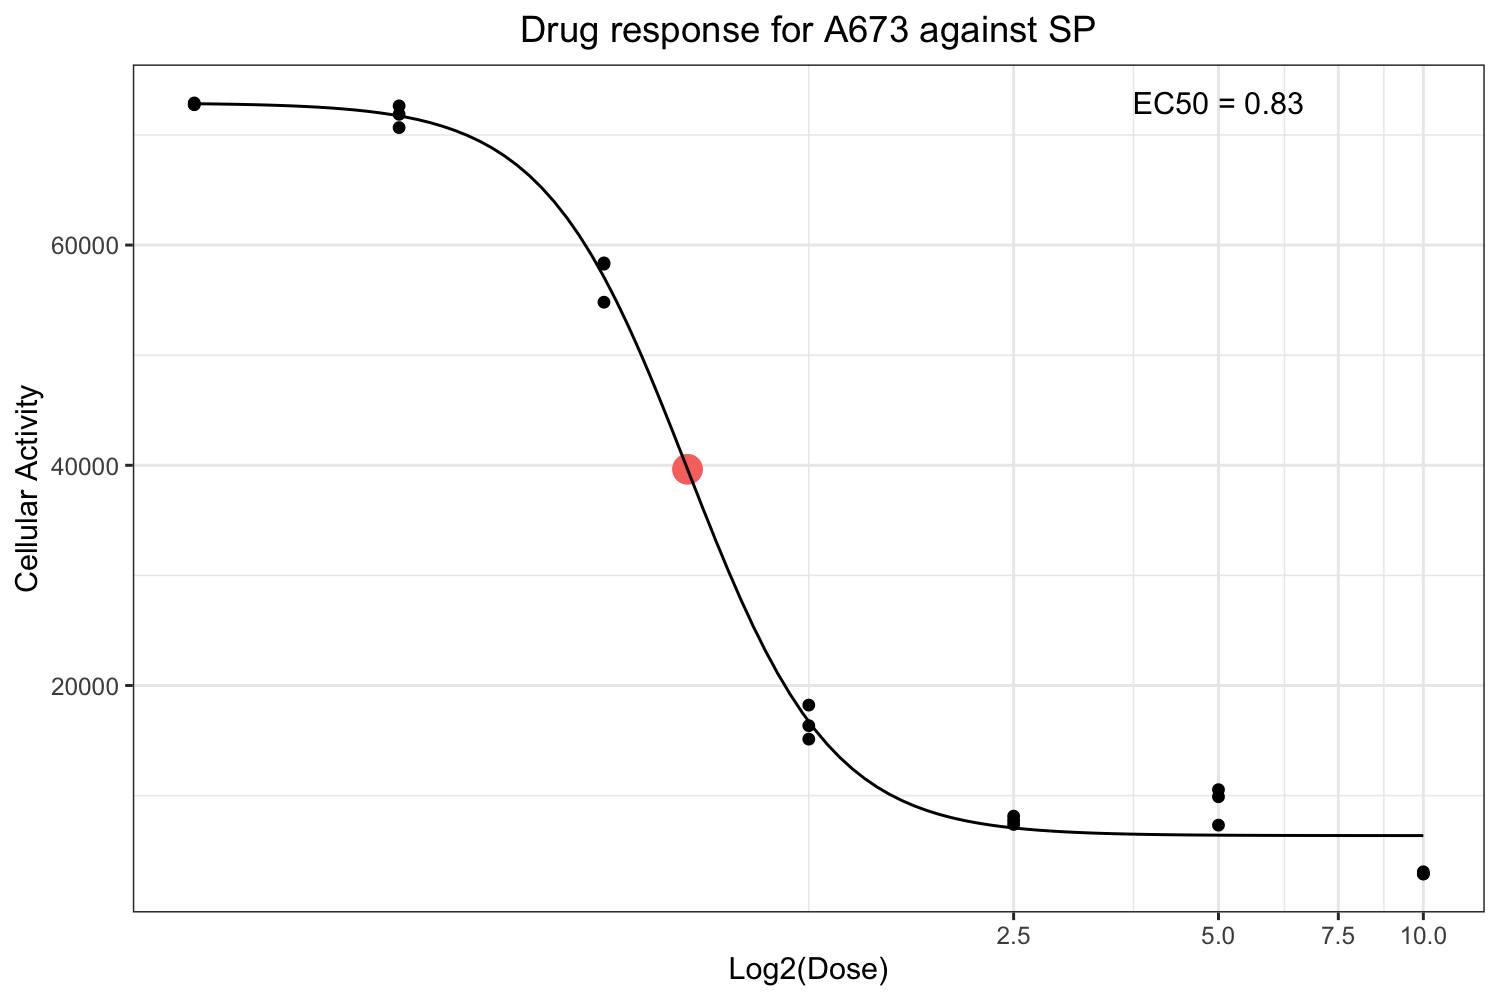 Drug response for A673 against SP
EC50 = 0.83
60000
40000
20000
Cellular Activity
2.5 5.0 7.5 10.0
Log2(Dose)